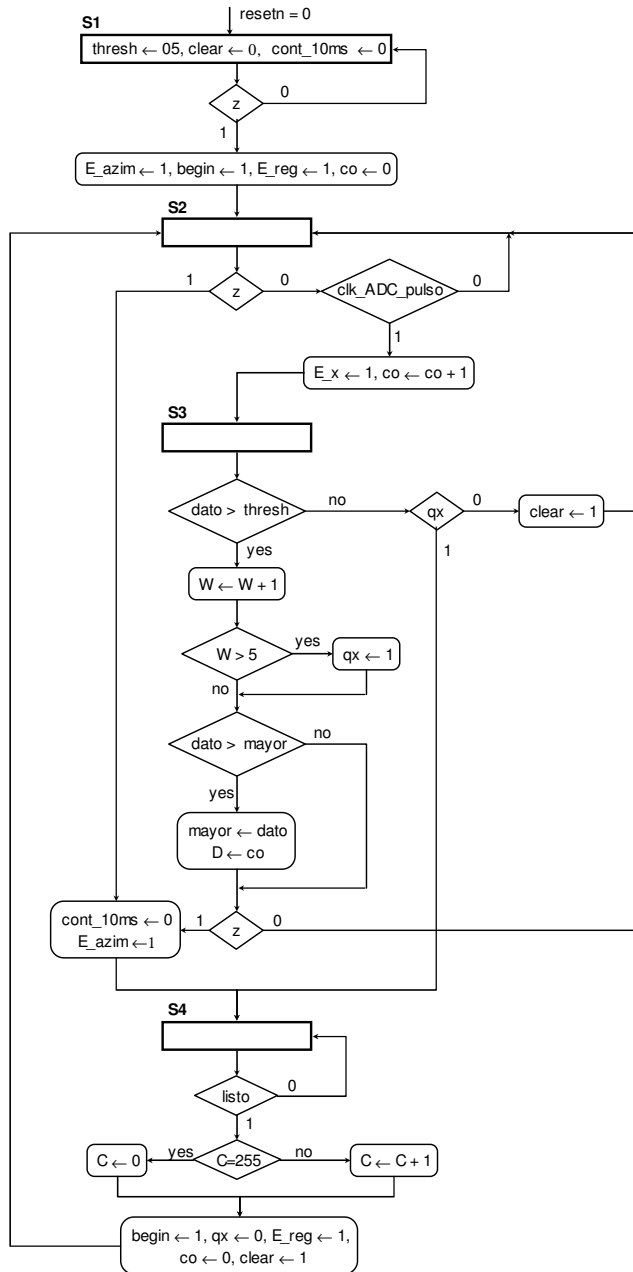 resetn = 0
S1
thresh ← 05, clear ← 0, cont_10ms ← 0
z
0
1
E_azim ← 1, begin ← 1, E_reg ← 1, co ← 0
S2
1
z
0
clk_ADC_pulso
0
1
E_x ← 1, co ← co + 1
S3
dato > thresh
no
qx
0
clear ← 1
yes
1
W ← W + 1
W > 5
yes
qx ← 1
no
dato > mayor
no
yes
mayor ← dato
D ← co
cont_10ms ← 0
E_azim ←1
1
z
0
S4
listo
0
1
C ← 0
yes
C=255
no
C ← C + 1
begin ← 1, qx ← 0, E_reg ← 1,
co ← 0, clear ← 1